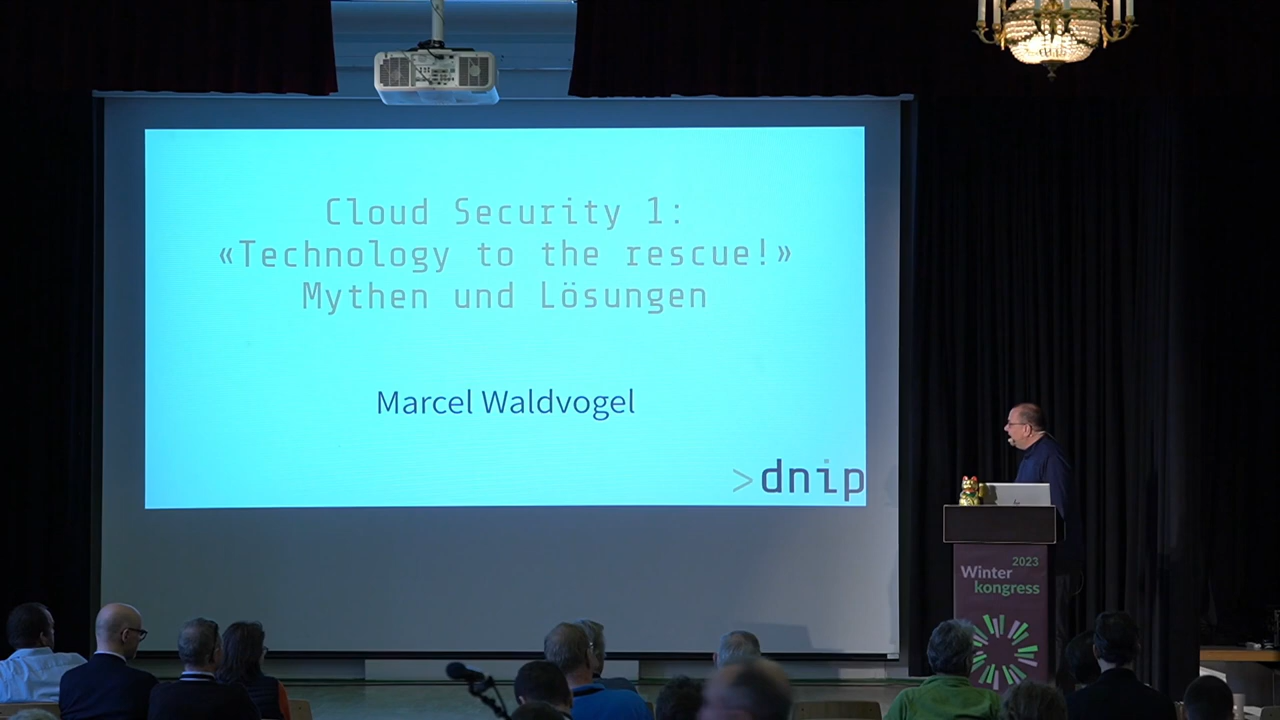 Cloud Security 1:
«Technology to the rescue!»
Mythen und Lösungen
Marcel Waldvogel
>dnip
2023
Winter
kongress